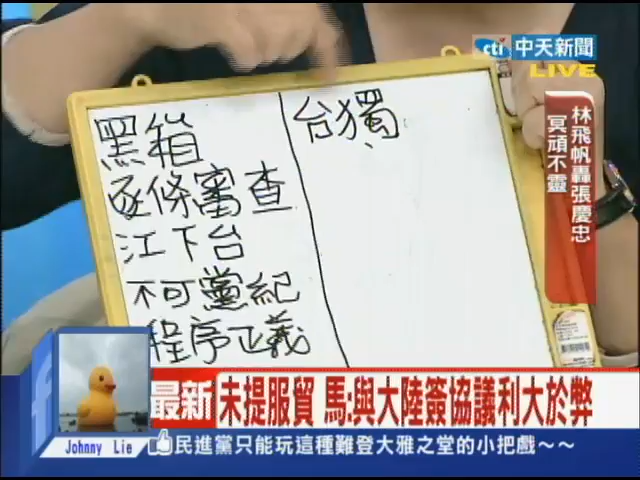 cti 中天新聞
LIVE
林飛帆轟張慶忠
冥頑不靈
黑箱
逐條審查
江下台
不可黨紀
程序正義
台獨、
最新 未提服貿 馬:與大陸簽協議利大於弊
Johnny Lie 民進黨只能玩這種難登大雅之堂的小把戲～～